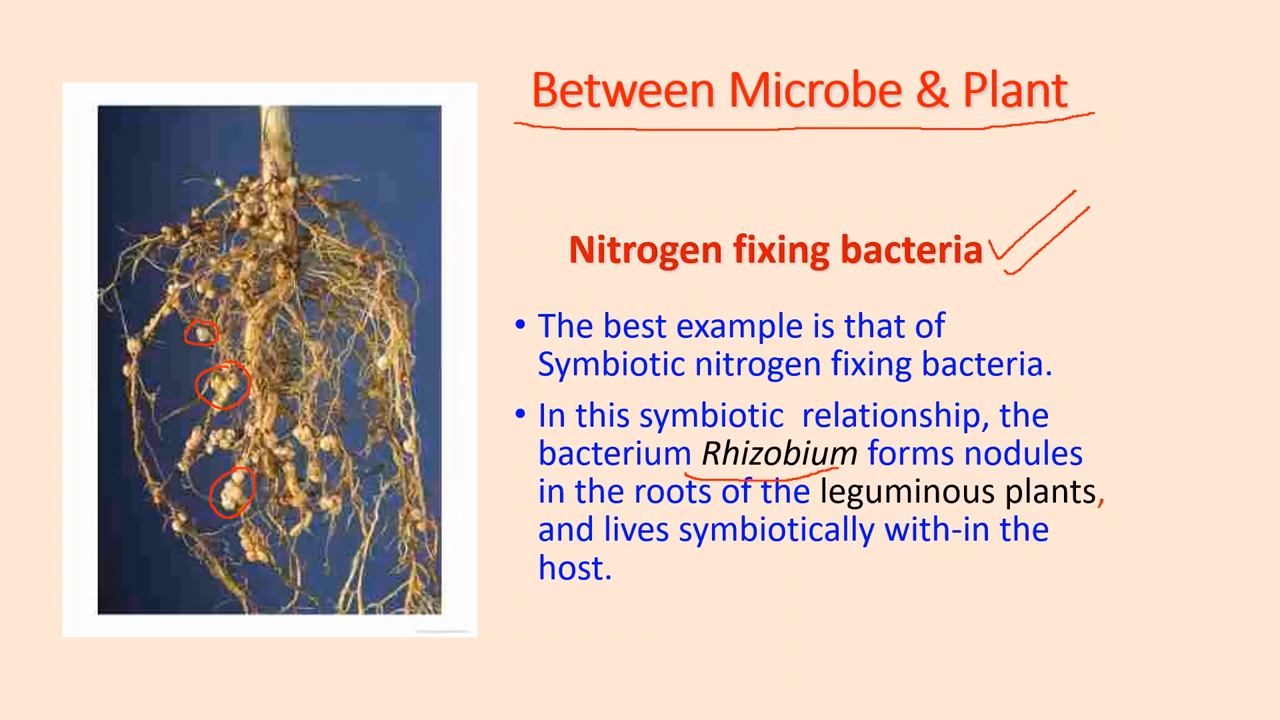 Between Microbe & Plant
Nitrogen fixing bacteria
• The best example is that of
Symbiotic nitrogen fixing bacteria.
• In this symbiotic relationship, the
bacterium Rhizobium forms nodules
in the roots of the leguminous plants,
and lives symbiotically with-in the
host.